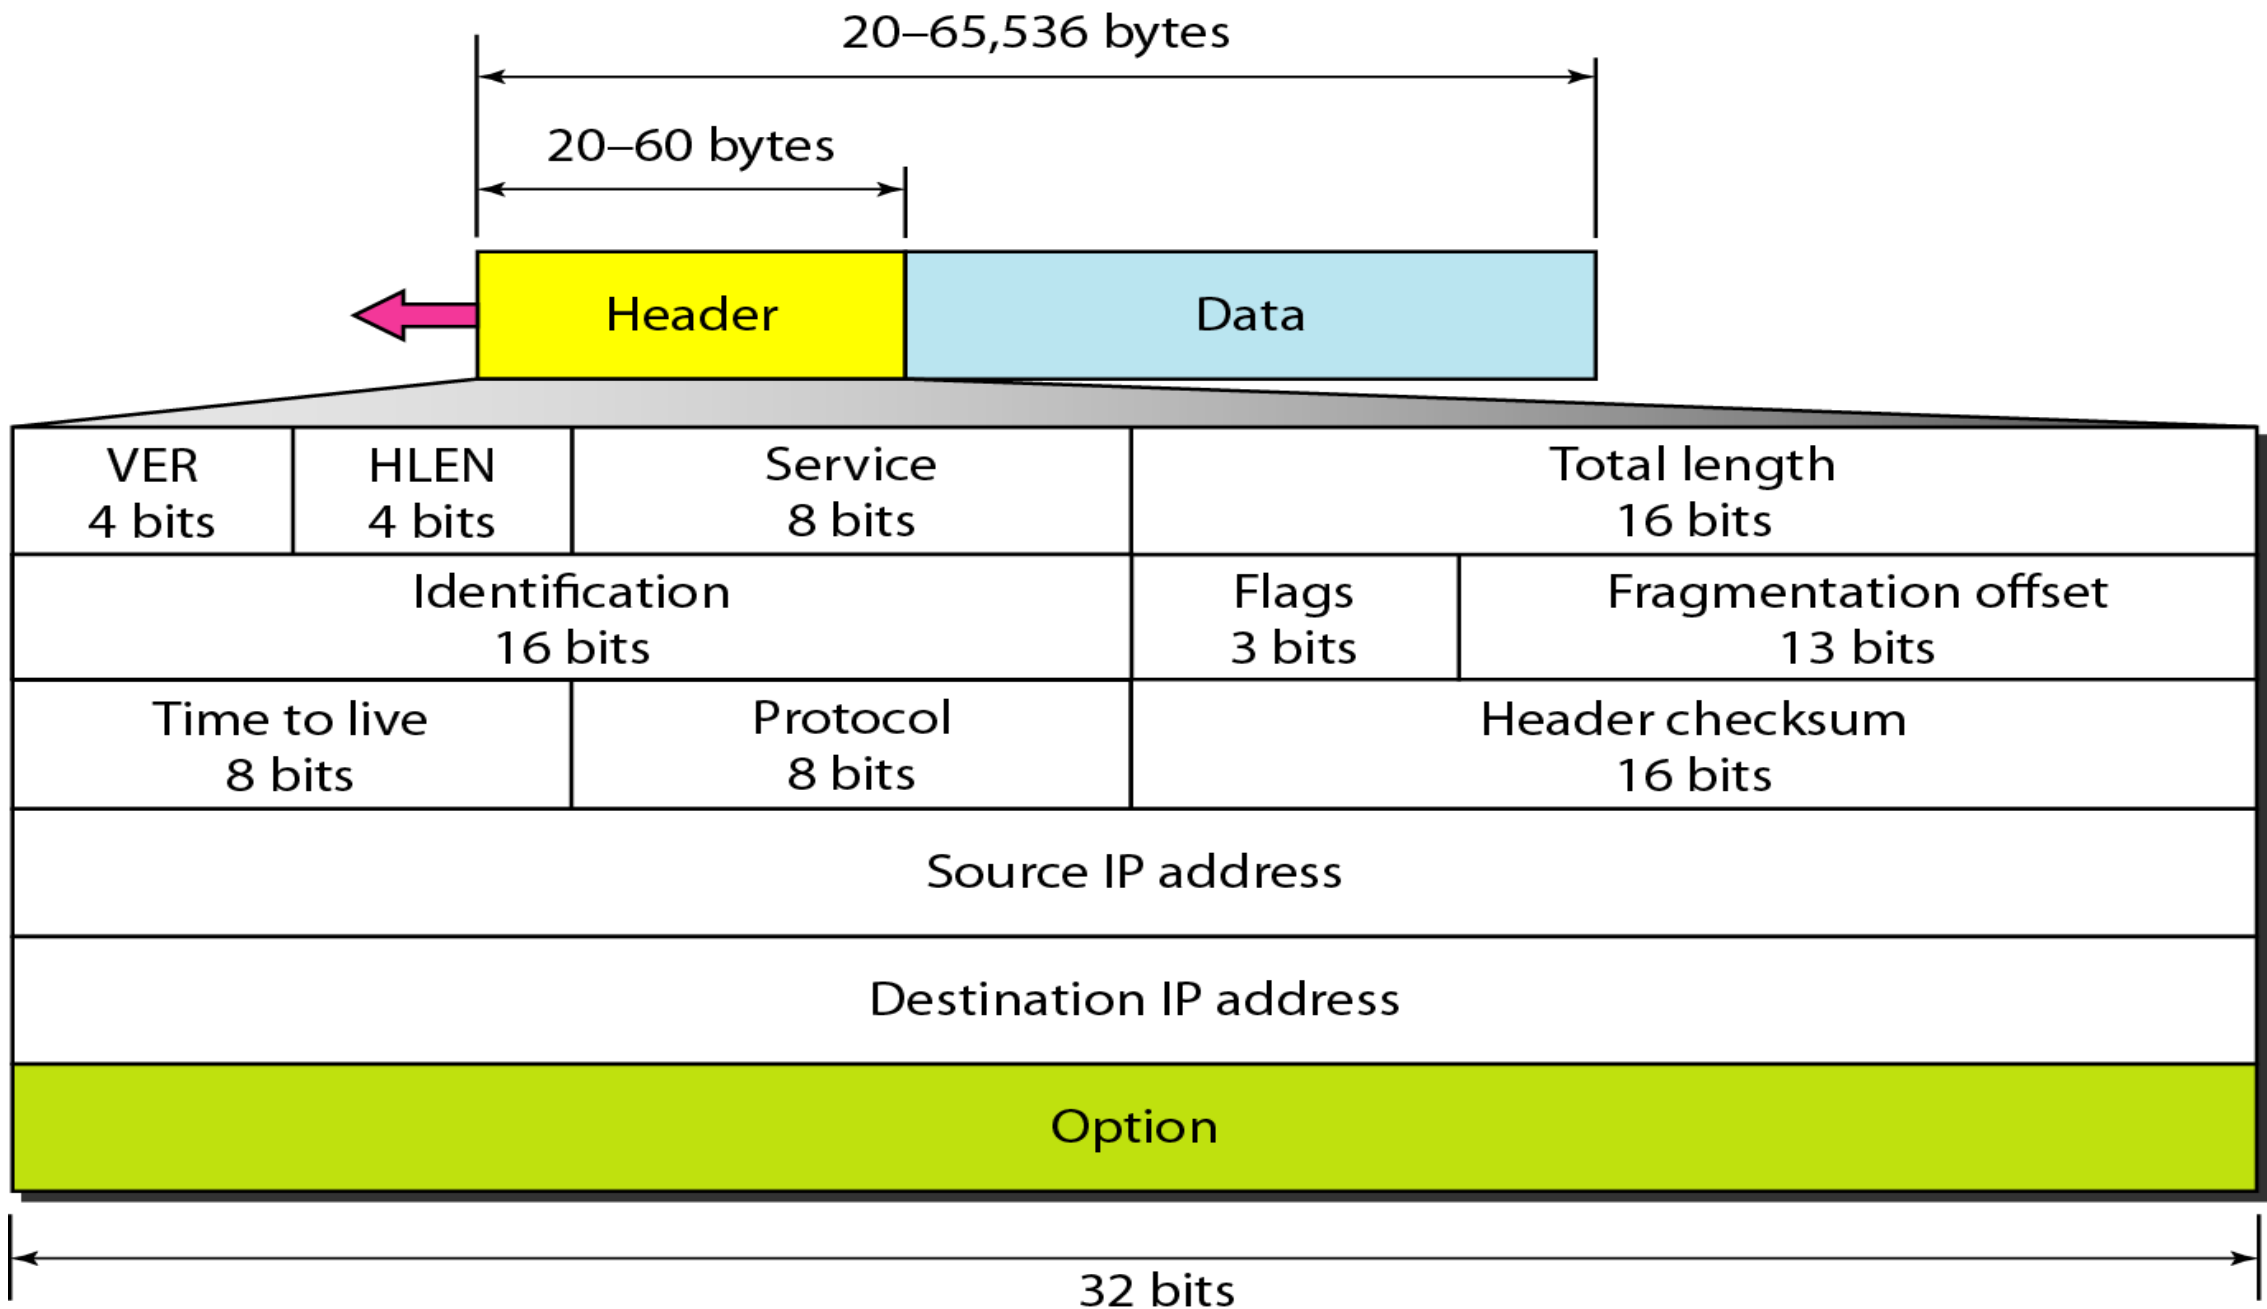 20–65,536 bytes
20–60 bytes
Header
Data
VER
4 bits
HLEN
4 bits
Service
8 bits
Total length
16 bits
Identification
16 bits
Flags
3 bits
Fragmentation offset
13 bits
Time to live
8 bits
Protocol
8 bits
Header checksum
16 bits
Source IP address
Destination IP address
Option
32 bits